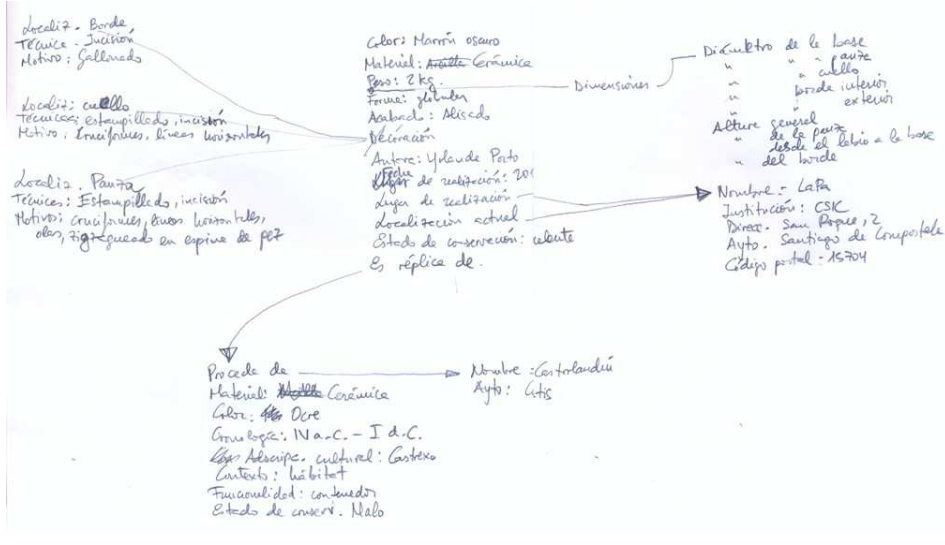 Localiz. Borde
Técnica. Incisión
Motivo: Gallonado
Localiz: cuello
Técnicas: estampillado, incisión
Motivo: Cruciformes, líneas horizontales
Localiz. Panza
Técnicas: Estampillado, incisión
Motivo: cruciformes, líneas horizontales,
olas, zigzagueado en espina de pez
Color: Marrón oscuro
Material: Arcilla Cerámica
Peso: 2 kg.
Forma: globular
Acabado: Alisado
Decoración
Autora: Yolanda Porto
Fecha
de realización: 201
Lugar de realización
Localización actual
Estado de conservación:
Es réplica de.
Dimensiones
Diámetro de la base
" " panza
" " cuello
" borde interior
" exterior
Altura general
" de la panza
desde el labio a la base
" del borde
Nombre: LaPa
Institución: CSIC
Direcc. San Roque, 2
Ayto. Santiago de Compostela
Código postal: 15704
Procede de
Material: Cerámica
Color: Ocre
Cronología: IV a.C. - I d.C.
Adscripc. cultural: Castrexo
Contexto: hábitat
Funcionalidad: contenedor
Estado de conserv. Malo
Nombre: Castrolandín
Ayto: